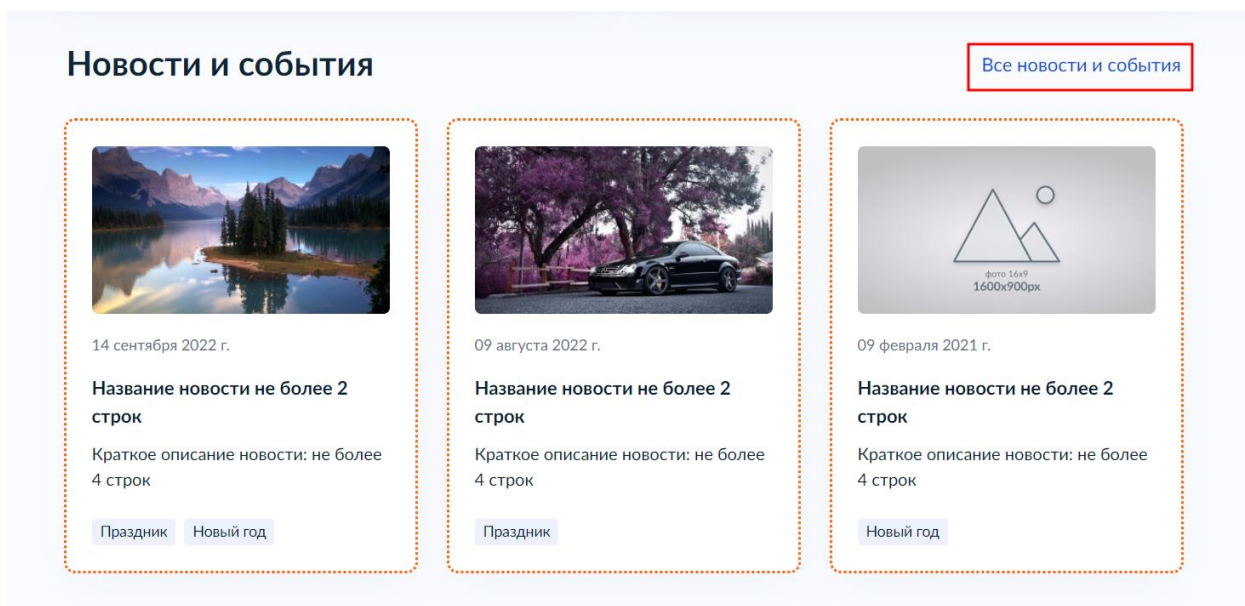 Новости и события
Все новости и события
14 сентября 2022 г.
Название новости не более 2
строк
Краткое описание новости: не более
4 строк
Праздник Новый год
09 августа 2022 г.
Название новости не более 2
строк
Краткое описание новости: не более
4 строк
Праздник
фото 16x9
1600x900px
09 февраля 2021 г.
Название новости не более 2
строк
Краткое описание новости: не более
4 строк
Новый год